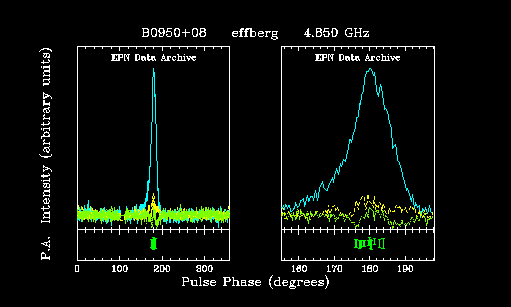 B0950+08 effberg 4.850 GHz
EPN Data Archive EPN Data Archive
P.A. Intensity (arbitrary units)
0 100 200 300 160 170 180 190
Pulse Phase (degrees)